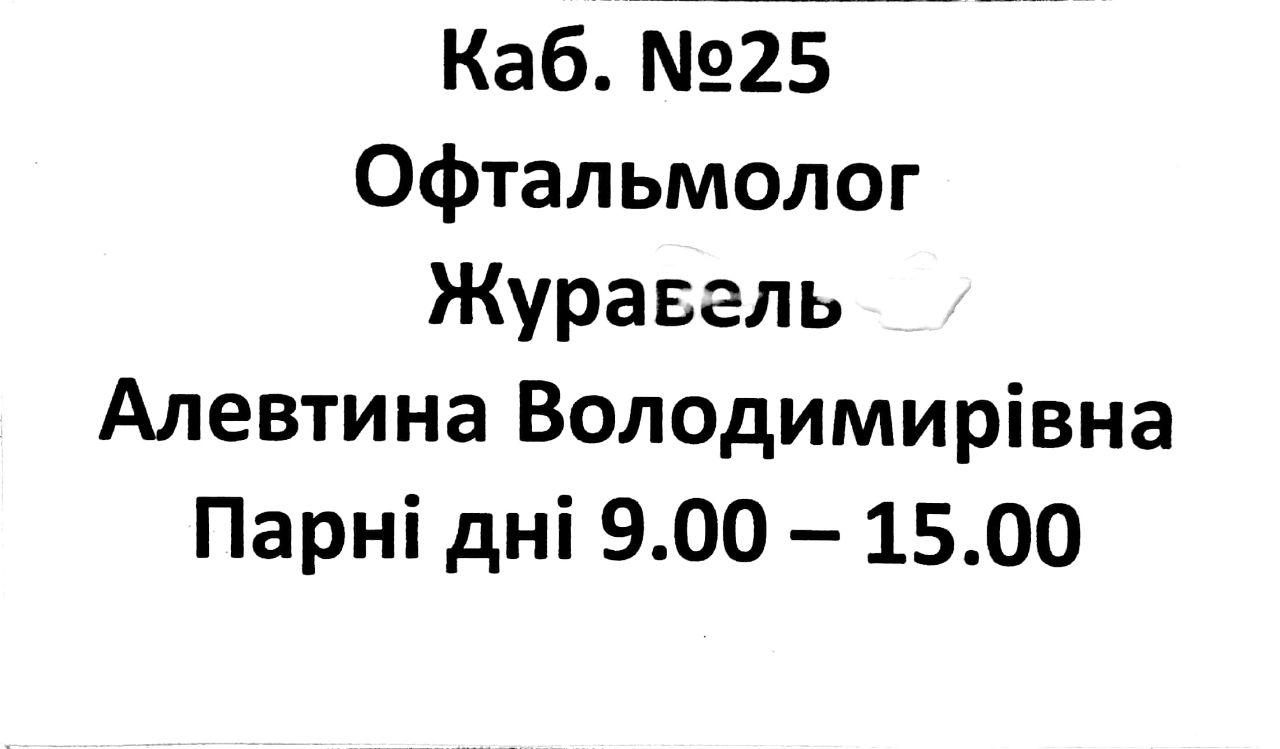 Каб. №25
Офтальмолог
Журавель
Алевтина Володимирівна
Парні дні 9.00 – 15.00